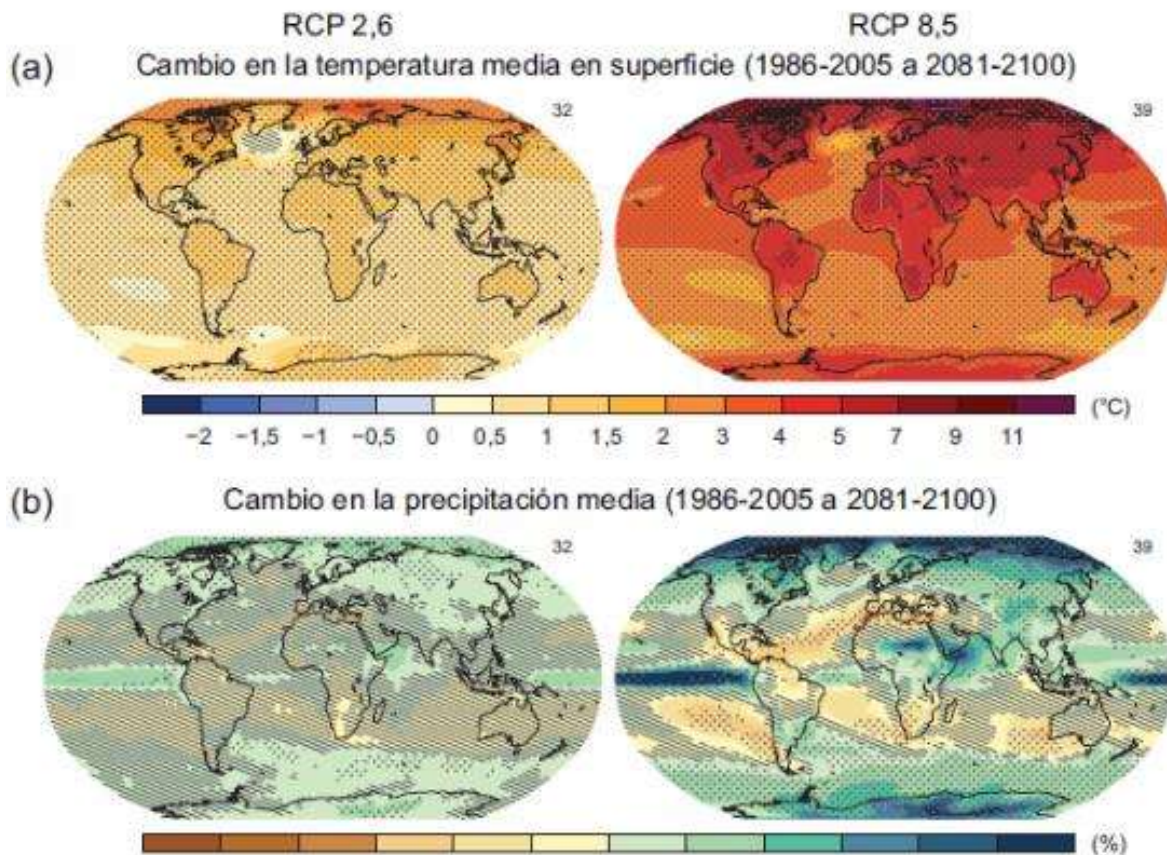 RCP 2,6 RCP 8,5
(a) Cambio en la temperatura media en superficie (1986-2005 a 2081-2100)
32 39
(°C)
−2 −1,5 −1 −0,5 0 0,5 1 1,5 2 3 4 5 7 9 11
(b) Cambio en la precipitación media (1986-2005 a 2081-2100)
32 39
(%)